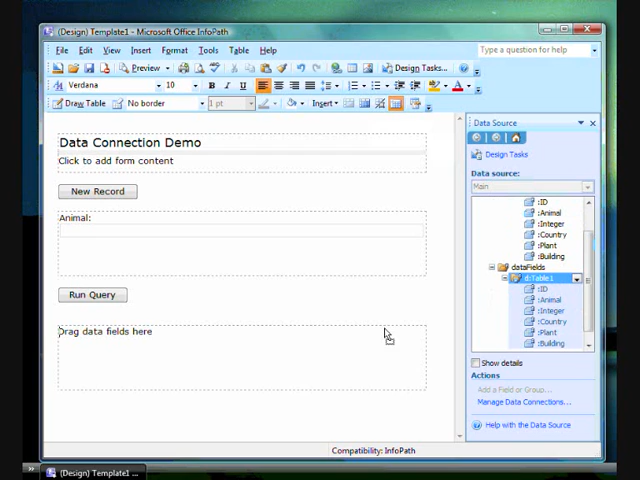 (Design) Template1 - Microsoft Office InfoPath
File Edit View Insert Format Tools Table Help
Type a question for help
Preview
Design Tasks...
Verdana 10 B I U
Draw Table No border 1 pt Insert
Data Source
Design Tasks
Data source:
Main
:ID
:Animal
:Integer
:Country
:Plant
:Building
dataFields
d:Table1
:ID
:Animal
:Integer
:Country
:Plant
:Building
Show details
Actions
Add a Field or Group...
Manage Data Connections...
Help with the Data Source
Data Connection Demo
Click to add form content
New Record
Animal:
Run Query
Drag data fields here
Compatibility: InfoPath
(Design) Template1 ...